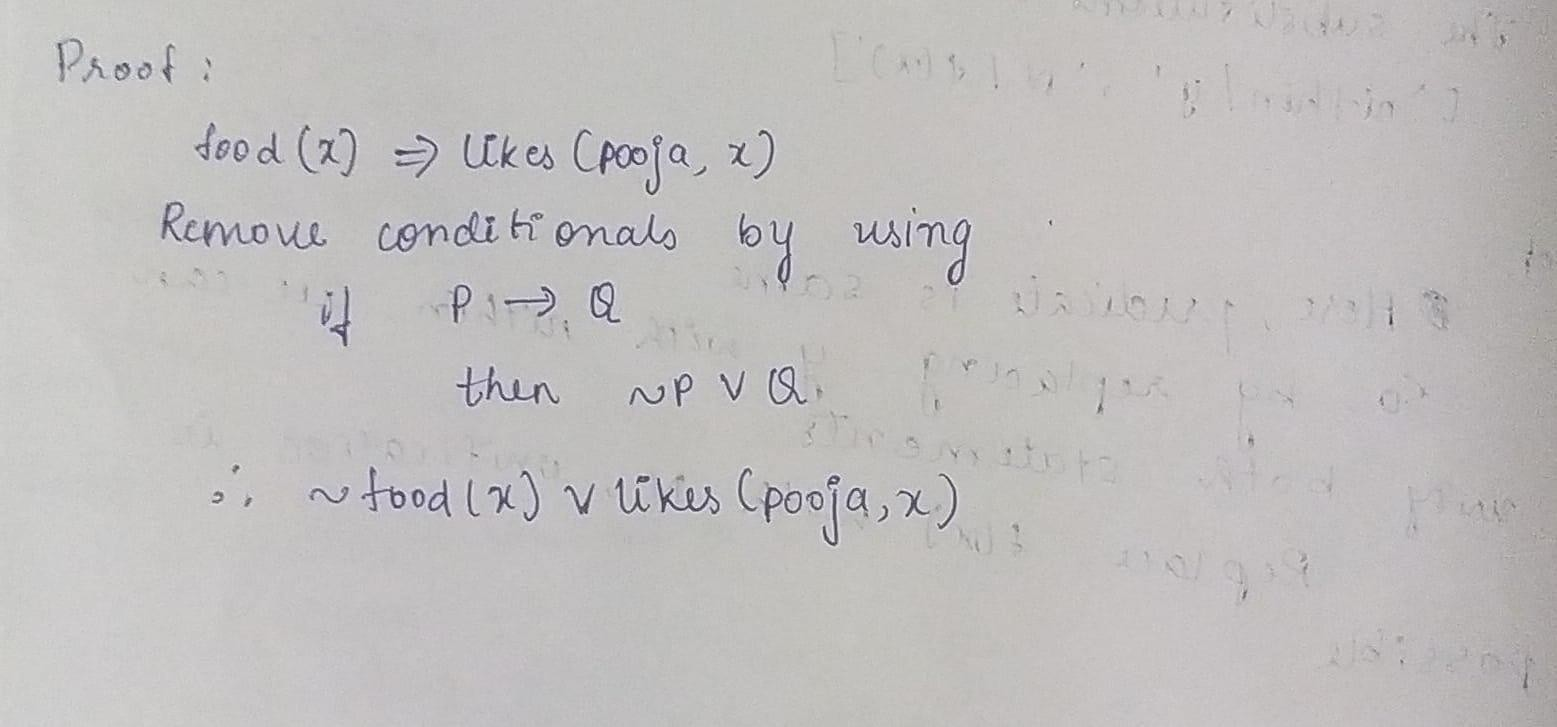 Proof :
food (x) ⇒ likes (pooja, x)
Remove conditionals by using
if P → Q
then ~P ∨ Q
∴ ~food(x) ∨ likes (pooja, x)